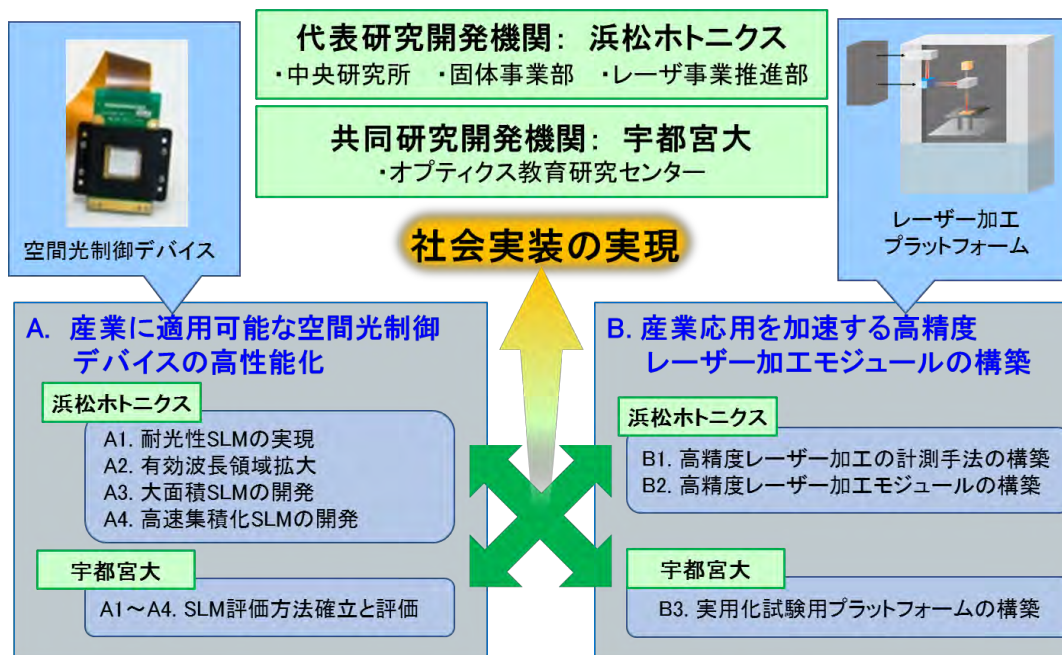 代表研究開発機関： 浜松ホトニクス
・中央研究所 ・固体事業部 ・レーザ事業推進部
共同研究開発機関： 宇都宮大
・オプティクス教育研究センター
空間光制御デバイス
レーザー加工
プラットフォーム
社会実装の実現
A. 産業に適用可能な空間光制御
デバイスの高性能化
浜松ホトニクス
A1. 耐光性SLMの実現
A2. 有効波長領域拡大
A3. 大面積SLMの開発
A4. 高速集積化SLMの開発
宇都宮大
A1～A4. SLM評価方法確立と評価
B. 産業応用を加速する高精度
レーザー加工モジュールの構築
浜松ホトニクス
B1. 高精度レーザー加工の計測手法の構築
B2. 高精度レーザー加工モジュールの構築
宇都宮大
B3. 実用化試験用プラットフォームの構築